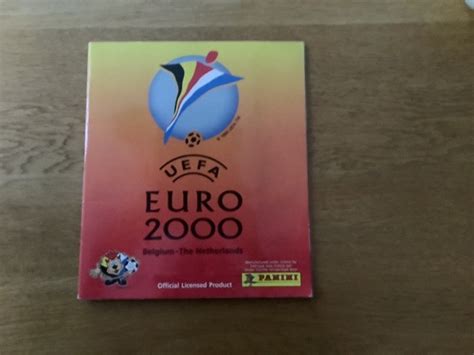 UEFA
EURO
2000
Belgium - The Netherlands
Official Licensed Product
PANINI